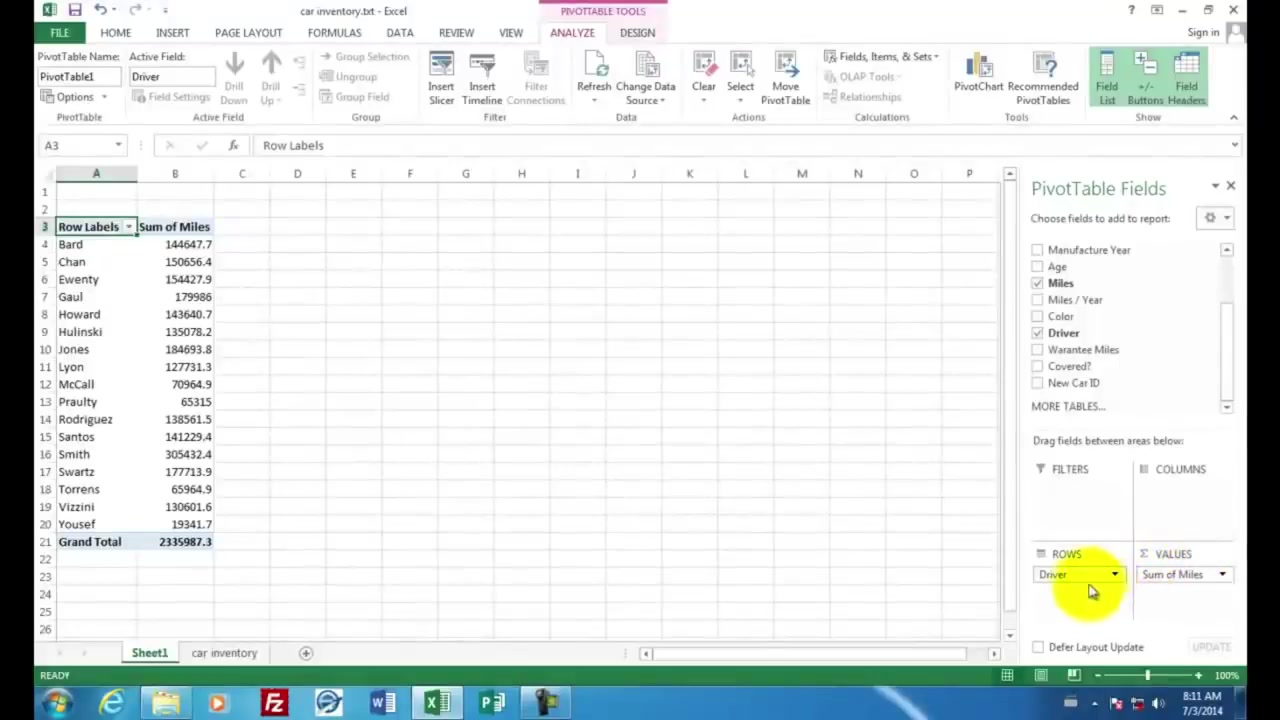 car inventory.txt - Excel
PIVOTTABLE TOOLS
?
FILE HOME INSERT PAGE LAYOUT FORMULAS DATA REVIEW VIEW ANALYZE DESIGN Sign in
PivotTable Name:
PivotTable1
Options
PivotTable
Active Field:
Driver
Field Settings
Drill Down
Drill Up
Active Field
Group Selection
Ungroup
Group Field
Group
Insert Slicer
Insert Timeline
Filter Connections
Filter
Refresh
Change Data Source
Data
Clear
Select
Move PivotTable
Actions
Fields, Items, & Sets
OLAP Tools
Relationships
Calculations
PivotChart
Recommended PivotTables
Tools
Field List
+/- Buttons
Field Headers
Show
A3 fx Row Labels
A B C D E F G H I J K L M N O P
1
2
3 Row Labels Sum of Miles
4 Bard 144647.7
5 Chan 150656.4
6 Ewenty 154427.9
7 Gaul 179986
8 Howard 143640.7
9 Hulinski 135078.2
10 Jones 184693.8
11 Lyon 127731.3
12 McCall 70964.9
13 Praulty 65315
14 Rodriguez 138561.5
15 Santos 141229.4
16 Smith 305432.4
17 Swartz 177713.9
18 Torrens 65964.9
19 Vizzini 130601.6
20 Yousef 19341.7
21 Grand Total 2335987.3
22
23
24
25
26
PivotTable Fields
Choose fields to add to report:
Manufacture Year
Age
Miles
Miles / Year
Color
Driver
Warantee Miles
Covered?
New Car ID
MORE TABLES...
Drag fields between areas below:
FILTERS COLUMNS
ROWS Σ VALUES
Driver Sum of Miles
Defer Layout Update UPDATE
Sheet1 car inventory
READY 100%
8:11 AM
7/3/2014